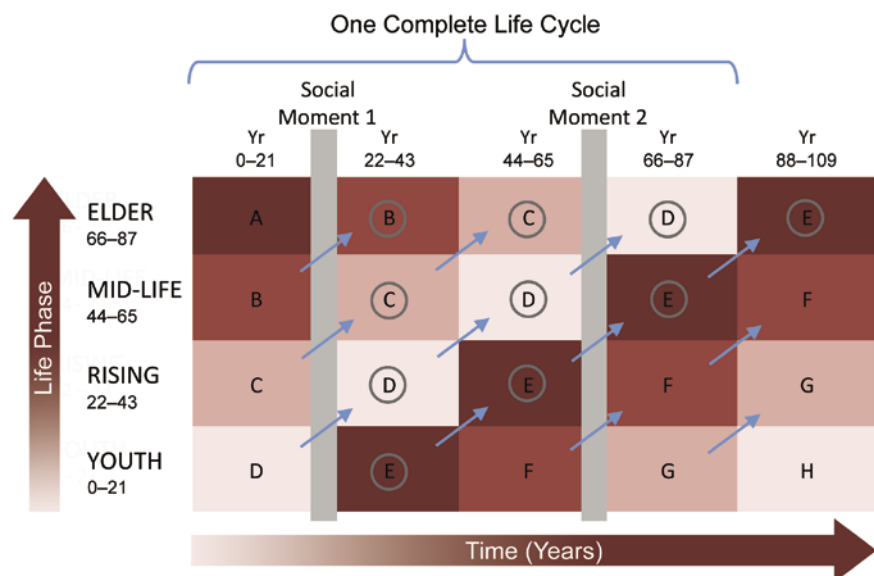 One Complete Life Cycle
Social
Moment 1
Social
Moment 2
Yr
0–21
Yr
22–43
Yr
44–65
Yr
66–87
Yr
88–109
Life Phase
ELDER
66–87
A B C D E
MID-LIFE
44–65
B C D E F
RISING
22–43
C D E F G
YOUTH
0–21
D E F G H
Time (Years)